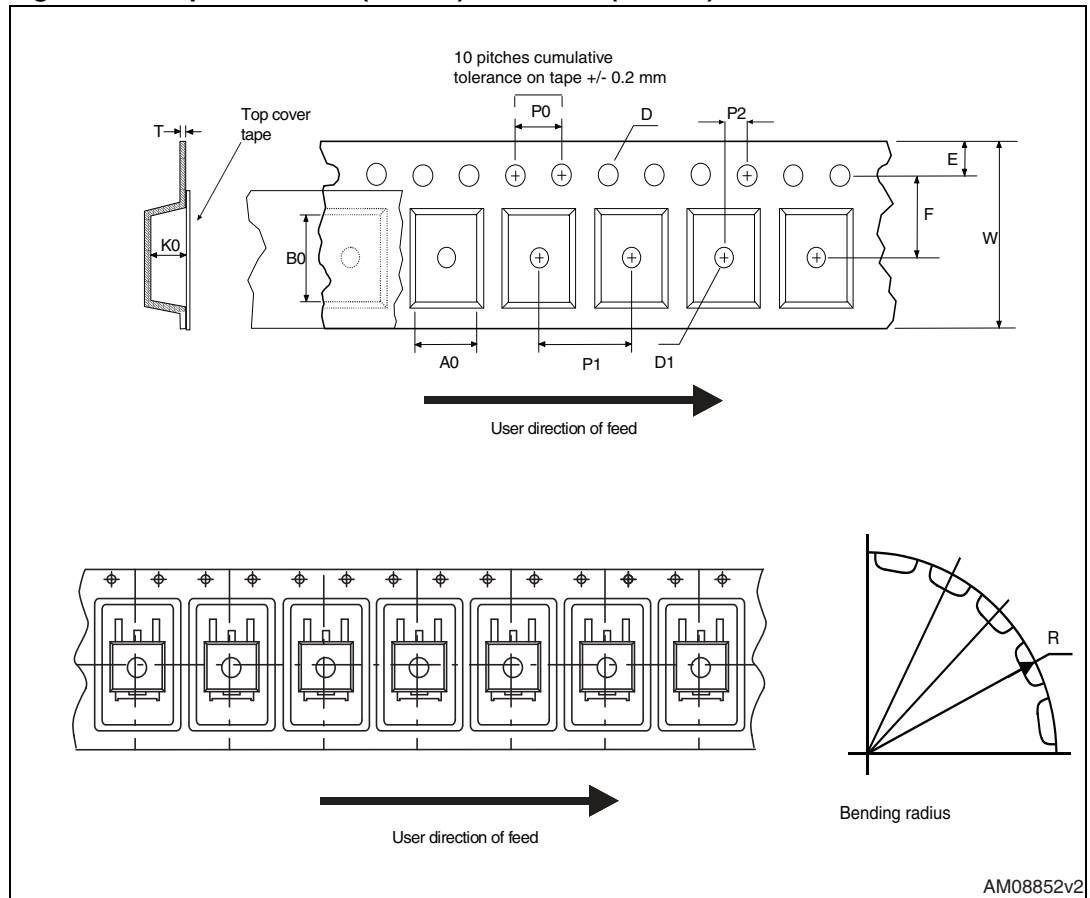 10 pitches cumulative
tolerance on tape +/- 0.2 mm
T
Top cover
tape
P0
D
P2
E
F
W
K0
B0
A0
P1
D1
User direction of feed
R
Bending radius
User direction of feed
AM08852v2